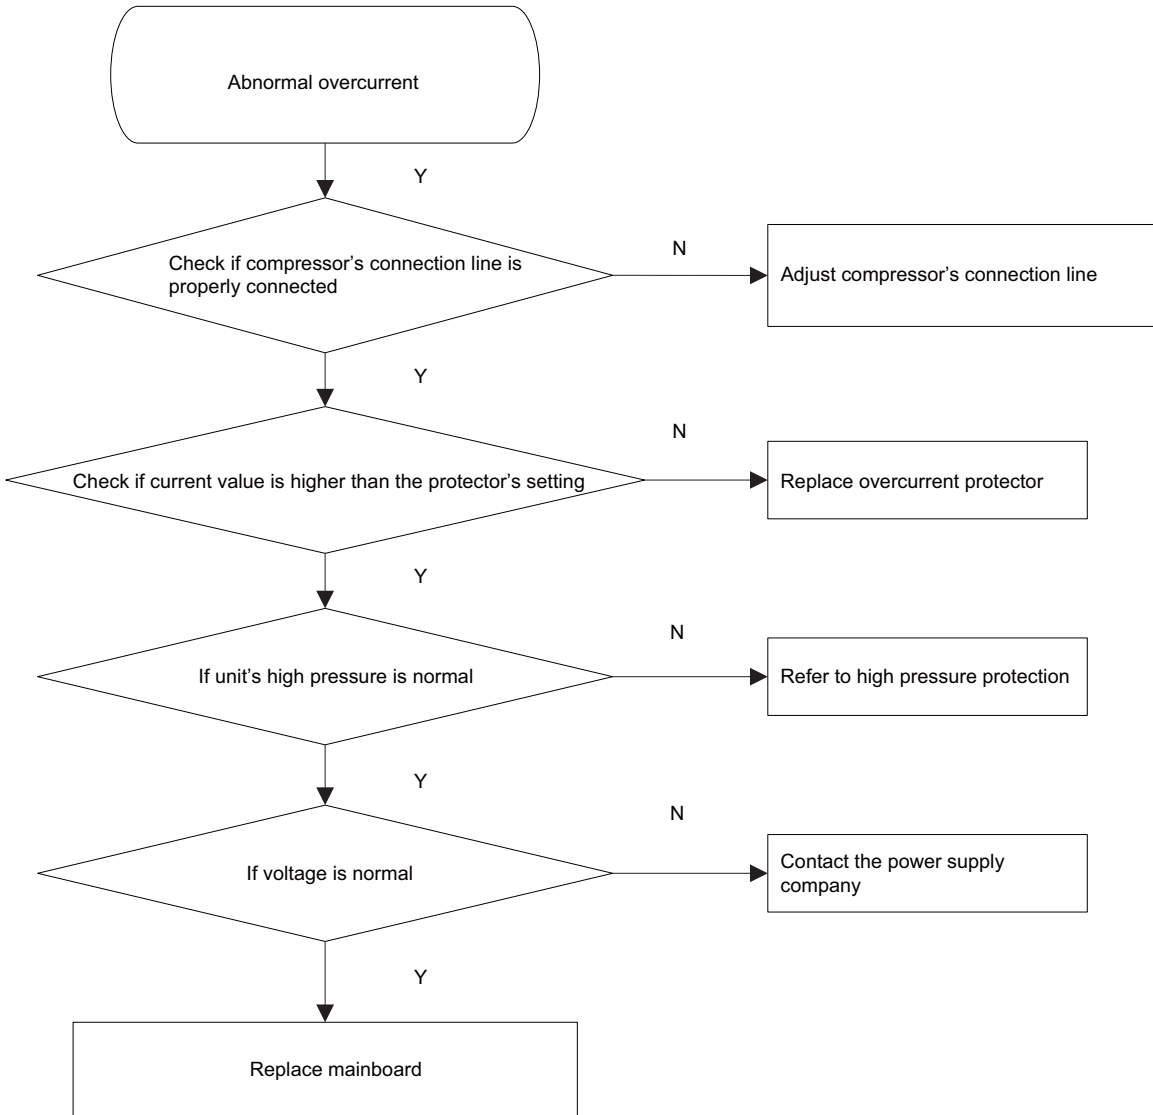 Abnormal overcurrent
Y
Check if compressor's connection line is
properly connected
N
Adjust compressor's connection line
Y
Check if current value is higher than the protector's setting
N
Replace overcurrent protector
Y
If unit's high pressure is normal
N
Refer to high pressure protection
Y
If voltage is normal
N
Contact the power supply
company
Y
Replace mainboard